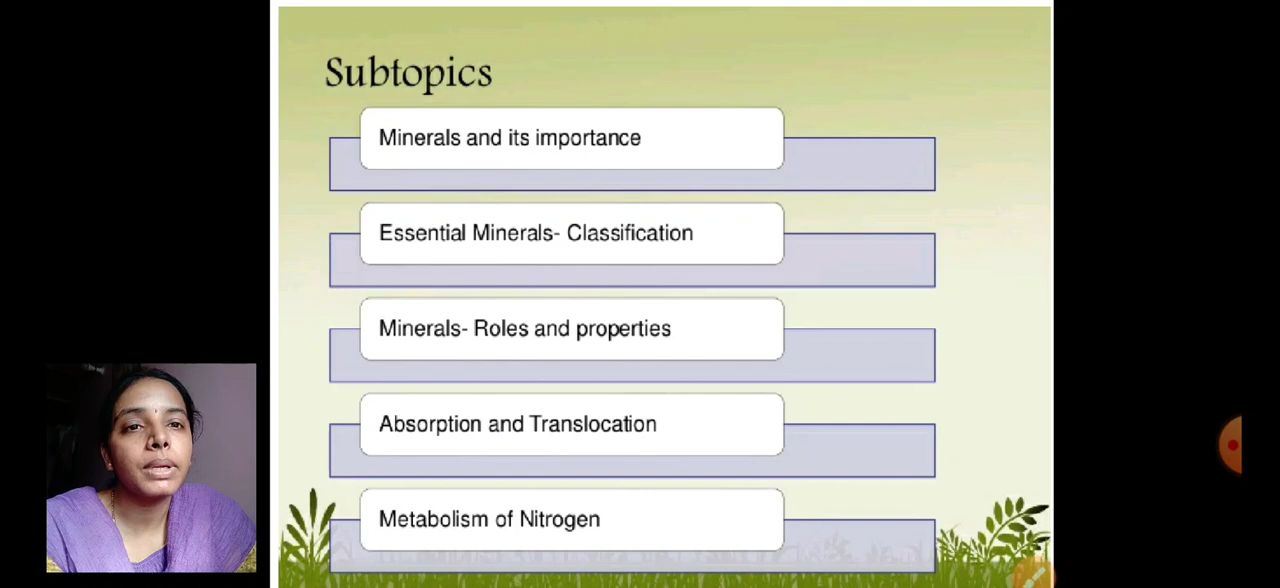 Subtopics
Minerals and its importance
Essential Minerals- Classification
Minerals- Roles and properties
Absorption and Translocation
Metabolism of Nitrogen